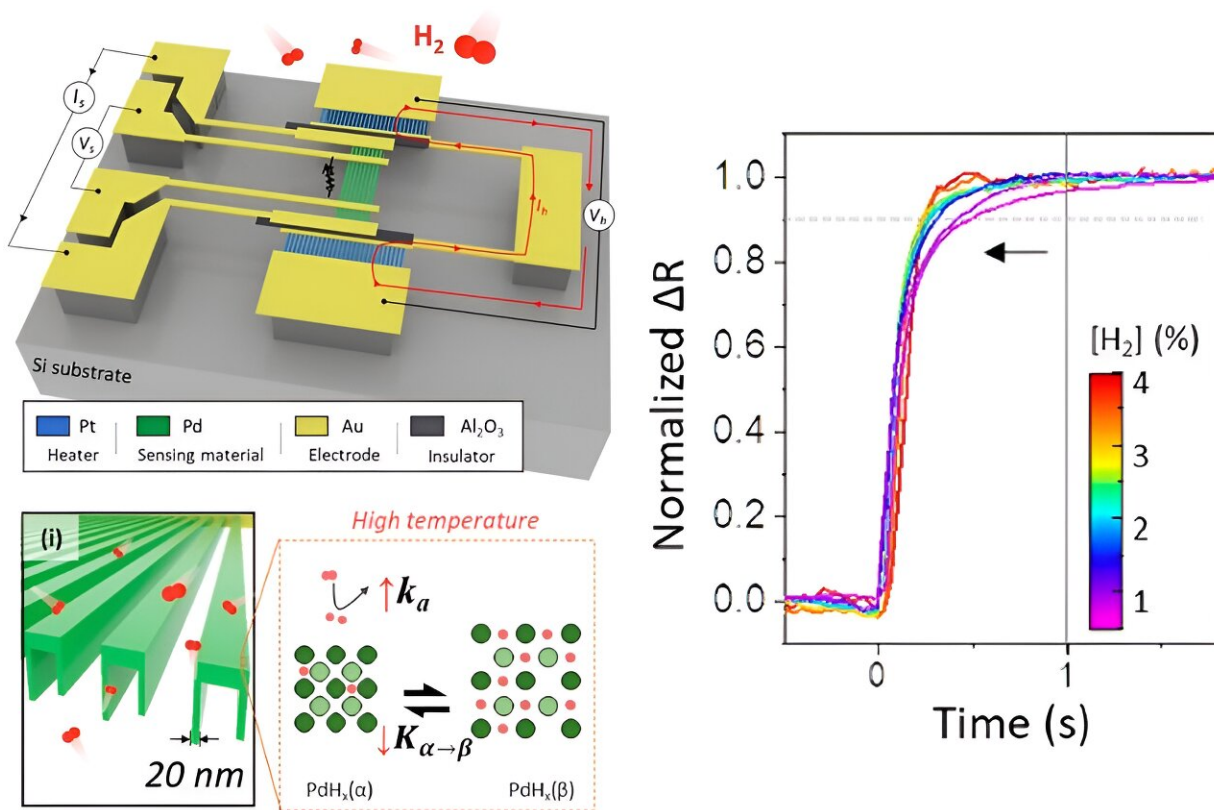 H₂
Iₛ
Vₛ
Iₕ
Vₕ
Si substrate
Pt
Heater
Pd
Sensing material
Au
Electrode
Al₂O₃
Insulator
(i)
20 nm
High temperature
↑kₐ
↓K α→β
PdHₓ(α)
PdHₓ(β)
Normalized ΔR
1.0
0.8
0.6
0.4
0.2
0.0
0
1
Time (s)
[H₂] (%)
4
3
2
1